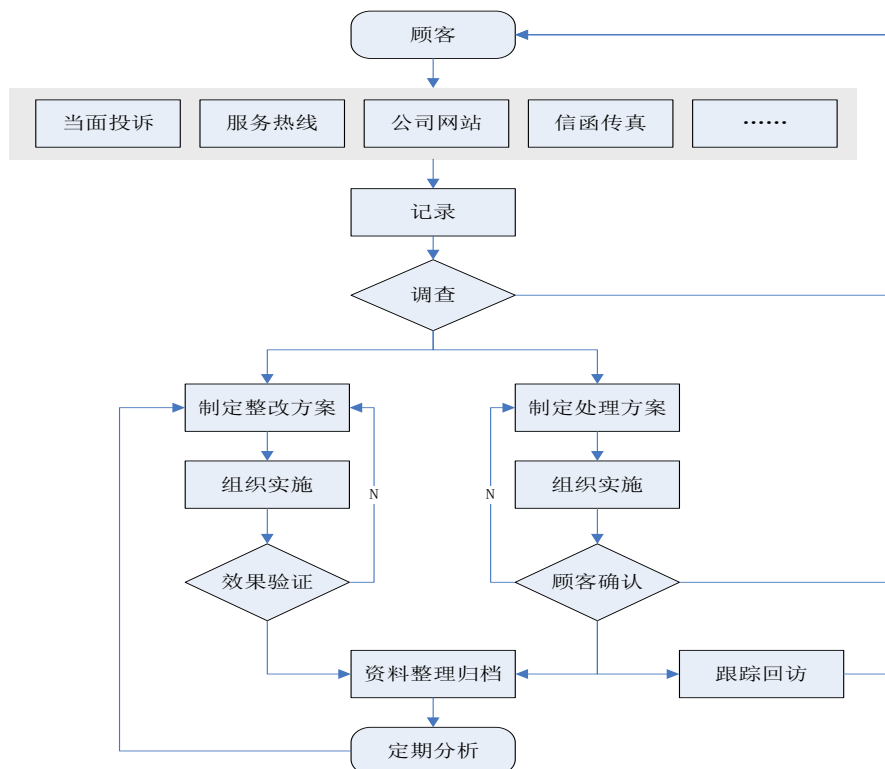 顾客
当面投诉
服务热线
公司网站
信函传真
……
记录
调查
制定整改方案
制定处理方案
组织实施
组织实施
N
N
效果验证
顾客确认
资料整理归档
跟踪回访
定期分析